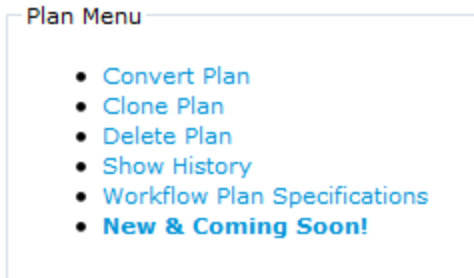 Plan Menu
Convert Plan
Clone Plan
Delete Plan
Show History
Workflow Plan Specifications
New & Coming Soon!